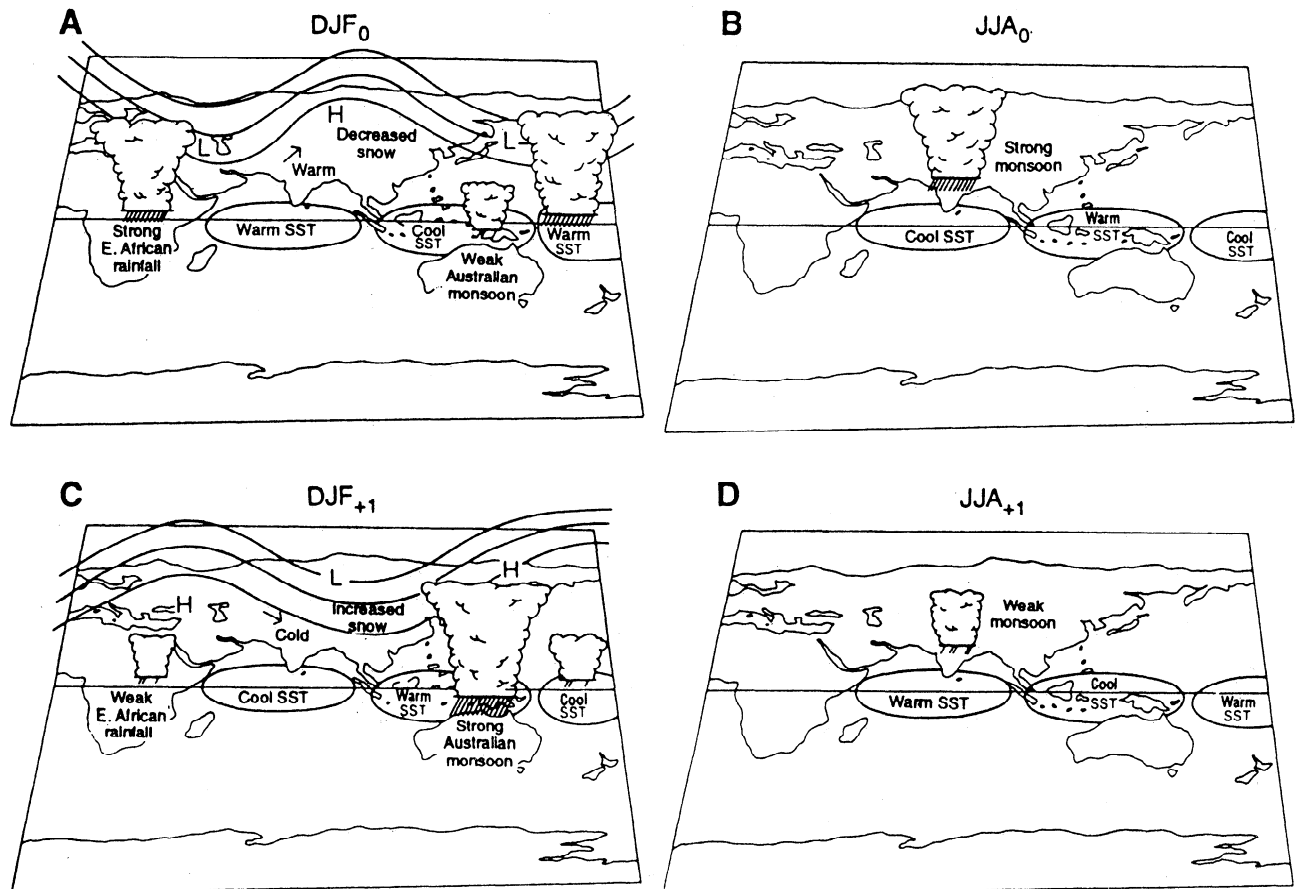 A
DJF0
H
L
L
Decreased
snow
Warm
Warm SST
Cool
SST
Warm
SST
Strong
E. African
rainfall
Weak
Australian
monsoon
B
JJA0.
Strong
monsoon
Cool SST
Warm
SST
Cool
SST
C
DJF+1
L
H
H
Increased
snow
Cold
Cool SST
Warm
SST
Cool
SST
Weak
E. African
rainfall
Strong
Australian
monsoon
D
JJA+1
Weak
monsoon
Warm SST
Cool
SST
Warm
SST